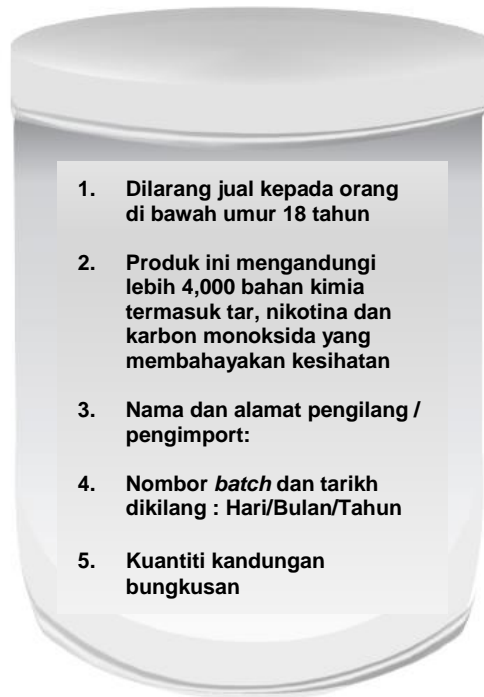 1. Dilarang jual kepada orang
di bawah umur 18 tahun
2. Produk ini mengandungi
lebih 4,000 bahan kimia
termasuk tar, nikotina dan
karbon monoksida yang
membahayakan kesihatan
3. Nama dan alamat pengilang /
pengimport:
4. Nombor batch dan tarikh
dikilang : Hari/Bulan/Tahun
5. Kuantiti kandungan
bungkusan